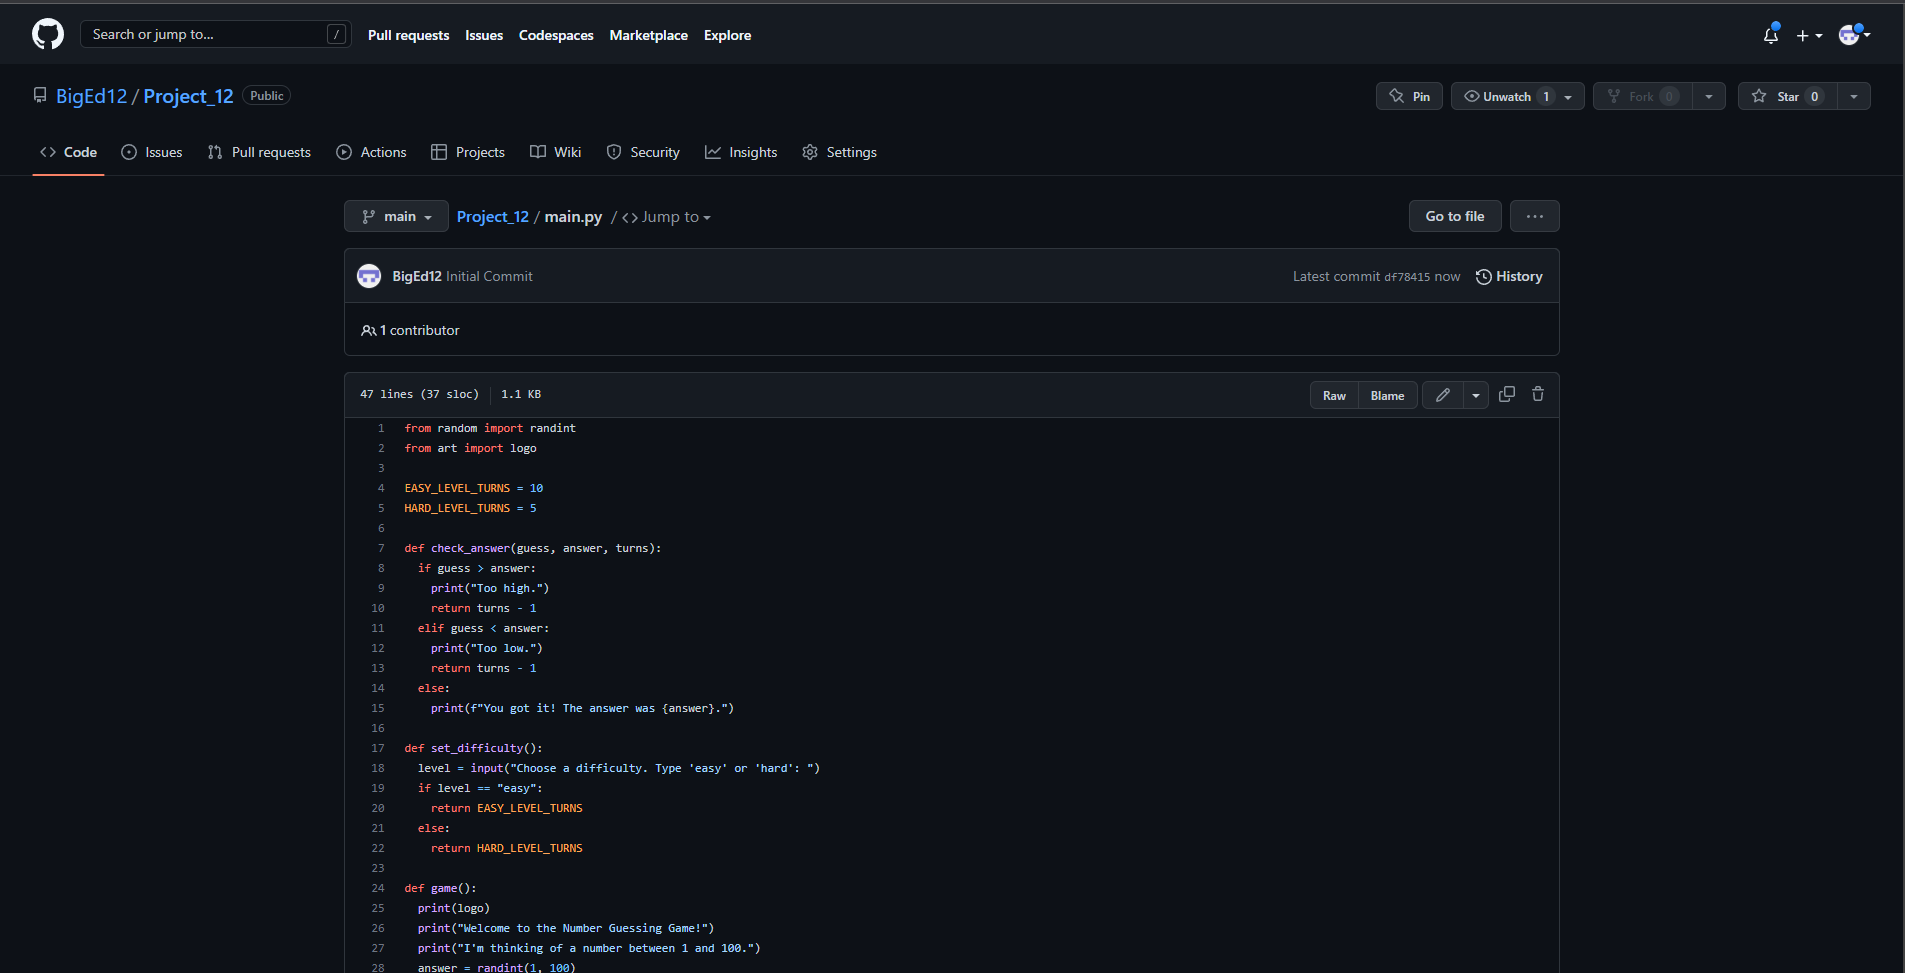 Search or jump to... /
Pull requests Issues Codespaces Marketplace Explore
BigEd12 / Project_12 Public
Pin Unwatch 1 Fork 0 Star 0
Code Issues Pull requests Actions Projects Wiki Security Insights Settings
main Project_12 / main.py / <> Jump to
Go to file ...
BigEd12 Initial Commit
Latest commit df78415 now History
1 contributor
47 lines (37 sloc) 1.1 KB
Raw Blame
1 from random import randint
2 from art import logo
3
4 EASY_LEVEL_TURNS = 10
5 HARD_LEVEL_TURNS = 5
6
7 def check_answer(guess, answer, turns):
8   if guess > answer:
9     print("Too high.")
10     return turns - 1
11   elif guess < answer:
12     print("Too low.")
13     return turns - 1
14   else:
15     print(f"You got it! The answer was {answer}.")
16
17 def set_difficulty():
18   level = input("Choose a difficulty. Type 'easy' or 'hard': ")
19   if level == "easy":
20     return EASY_LEVEL_TURNS
21   else:
22     return HARD_LEVEL_TURNS
23
24 def game():
25   print(logo)
26   print("Welcome to the Number Guessing Game!")
27   print("I'm thinking of a number between 1 and 100.")
28   answer = randint(1, 100)